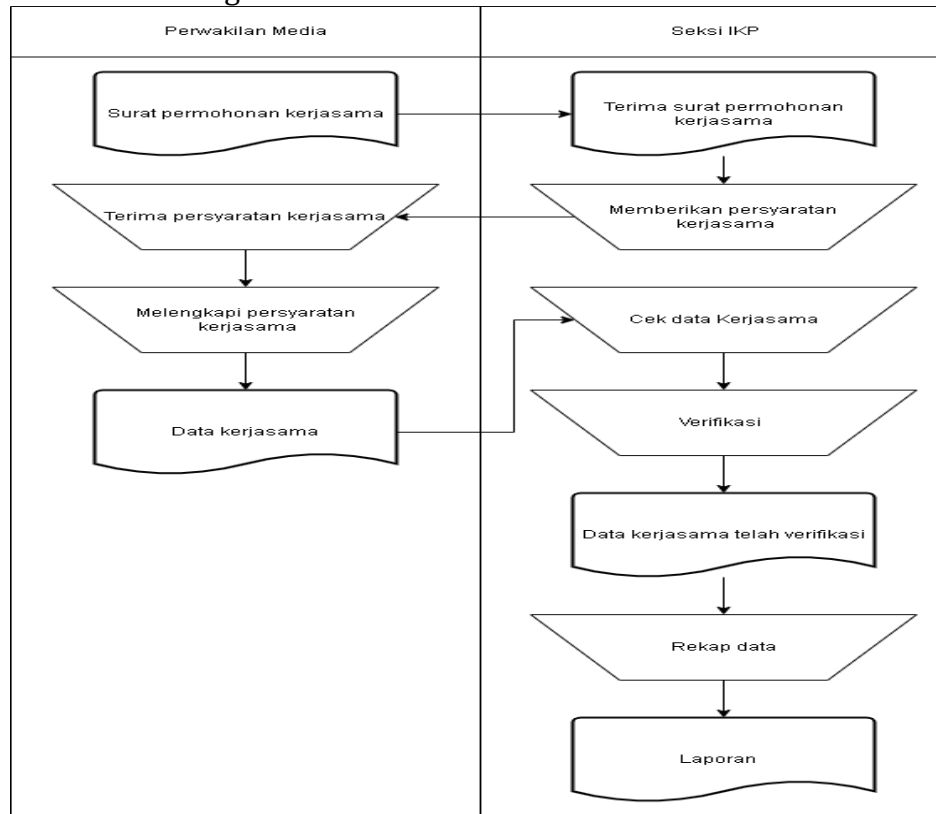 Perwakilan Media
Seksi IKP
Surat permohonan kerjasama
Terima surat permohonan
kerjasama
Terima persyaratan kerjasama
Memberikan persyaratan
kerjasama
Melengkapi persyaratan
kerjasama
Cek data Kerjasama
Data kerjasama
Verifikasi
Data kerjasama telah verifikasi
Rekap data
Laporan